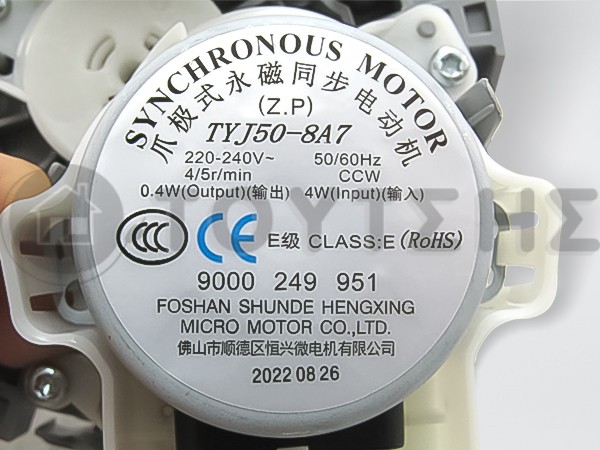 SYNCHRONOUS MOTOR
爪极式永磁同步电动机
(Z.P)
TYJ50-8A7
220-240V~ 50/60Hz
4/5r/min CCW
0.4W(Output)(输出) 4W(Input)(输入)
CCC CE E级 CLASS:E (RoHS)
TOYISHS
9000 249 951
FOSHAN SHUNDE HENGXING
MICRO MOTOR CO.,LTD.
佛山市顺德区恒兴微电机有限公司
2022 08 26